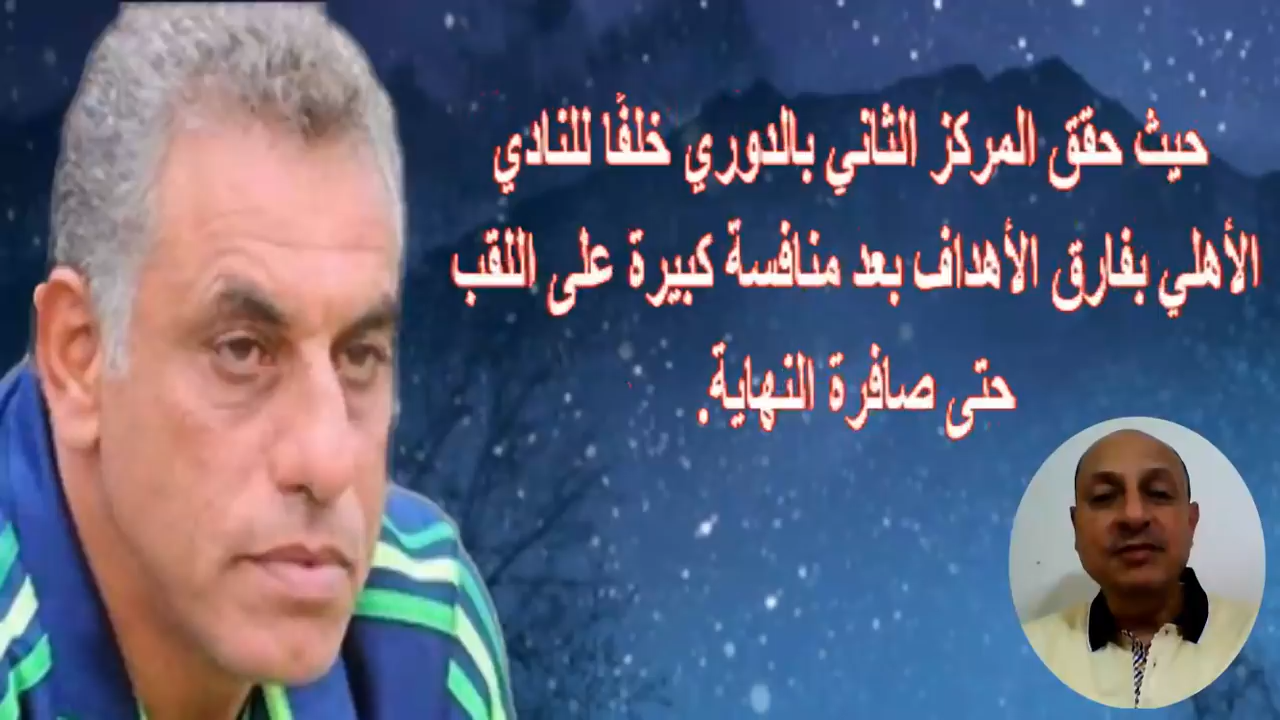 حيث حقق المركز الثاني بالدوري خلفًا للنادي
الأهلي بفارق الأهداف بعد منافسة كبيرة على اللقب
حتى صافرة النهاية.